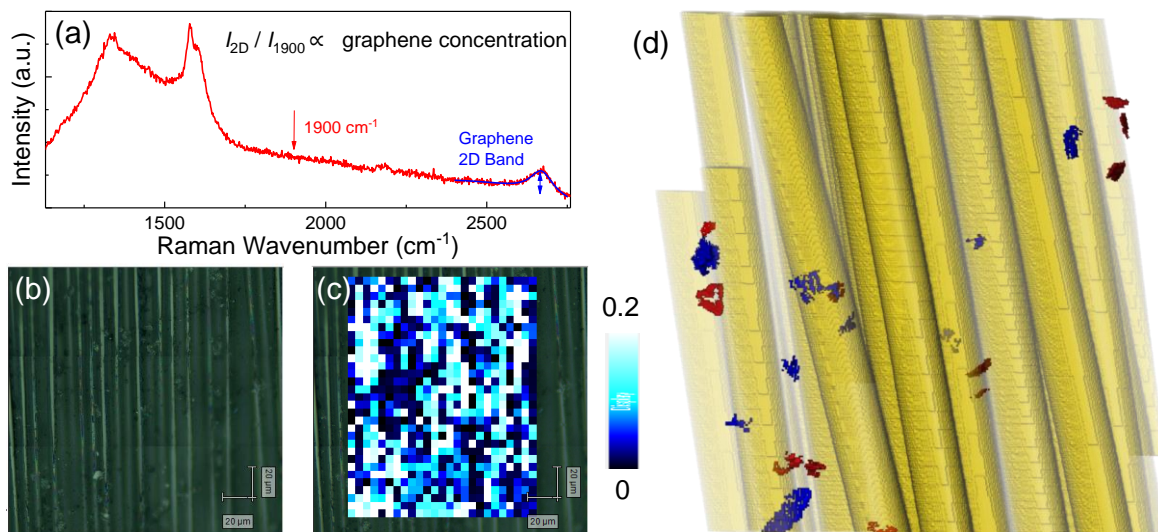 (a)
I2D / I1900 ∝ graphene concentration
Intensity (a.u.)
1900 cm-1
Graphene
2D Band
1500
2000
2500
Raman Wavenumber (cm-1)
(b)
20 µm
20 µm
(c)
20 µm
20 µm
0.2
Display
0
(d)